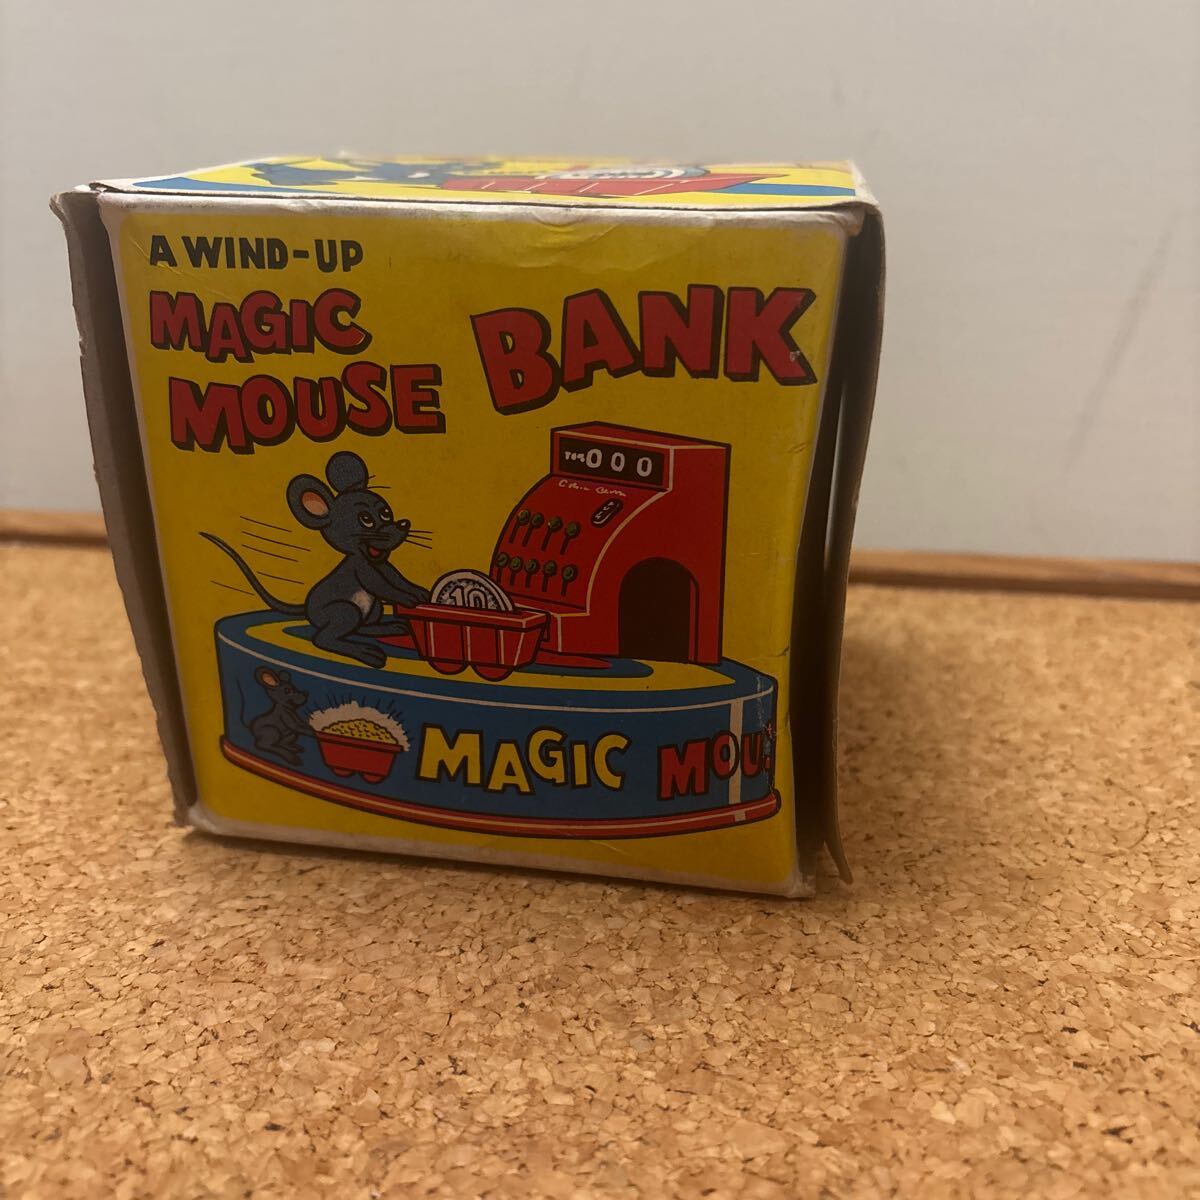 A WIND-UP
MAGIC
MOUSE BANK
000
10
MAGIC MOU